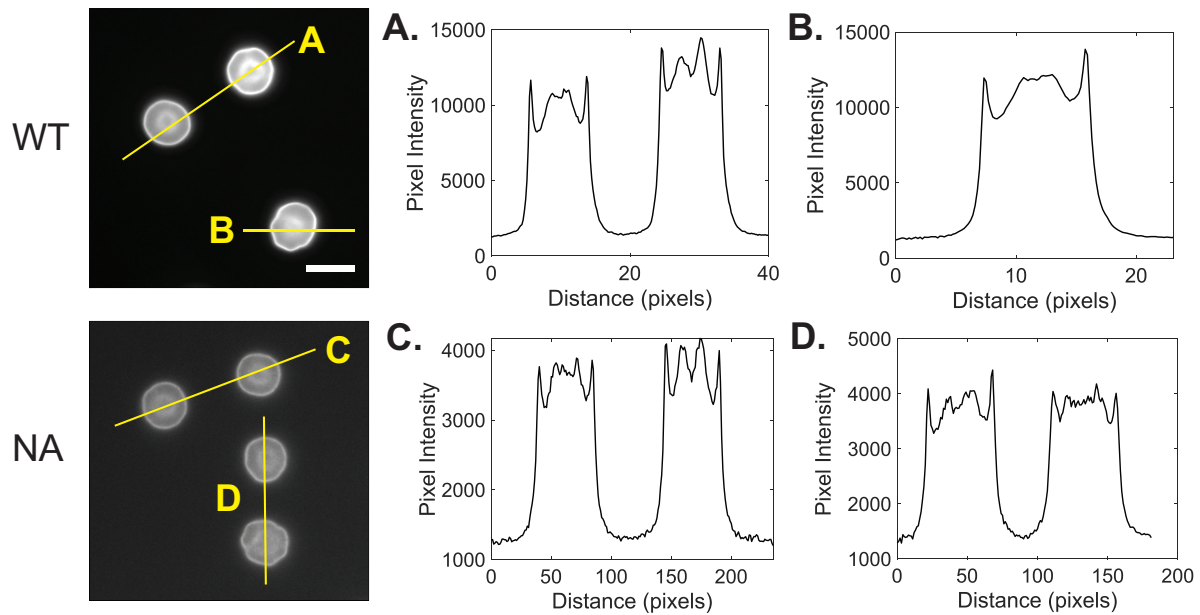 WT
A
B
A.
Pixel Intensity
15000
10000
5000
0
0 20 40
Distance (pixels)
B.
Pixel Intensity
15000
10000
5000
0
0 10 20
Distance (pixels)
NA
C
D
C.
Pixel Intensity
4000
3000
2000
1000
0 50 100 150 200
Distance (pixels)
D.
Pixel Intensity
5000
4000
3000
2000
1000
0 50 100 150 200
Distance (pixels)